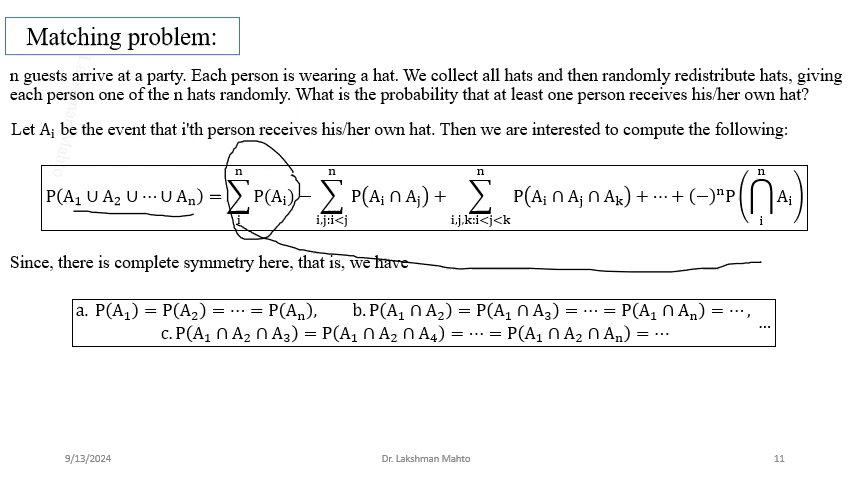 Matching problem:
n guests arrive at a party. Each person is wearing a hat. We collect all hats and then randomly redistribute hats, giving
each person one of the n hats randomly. What is the probability that at least one person receives his/her own hat?
Let Aᵢ be the event that i'th person receives his/her own hat. Then we are interested to compute the following:
P(A₁ ∪ A₂ ∪ ⋯ ∪ Aₙ) = ∑ᵢⁿ P(Aᵢ) − ∑ⁿ_{i,j:i<j} P(Aᵢ ∩ Aⱼ) + ∑ⁿ_{i,j,k:i<j<k} P(Aᵢ ∩ Aⱼ ∩ Aₖ) + ⋯ + (−)ⁿP(⋂ᵢⁿ Aᵢ)
Since, there is complete symmetry here, that is, we have
a. P(A₁) = P(A₂) = ⋯ = P(Aₙ), b. P(A₁ ∩ A₂) = P(A₁ ∩ A₃) = ⋯ = P(A₁ ∩ Aₙ) = ⋯,
c. P(A₁ ∩ A₂ ∩ A₃) = P(A₁ ∩ A₂ ∩ A₄) = ⋯ = P(A₁ ∩ A₂ ∩ Aₙ) = ⋯ ...
9/13/2024 Dr. Lakshman Mahto 11